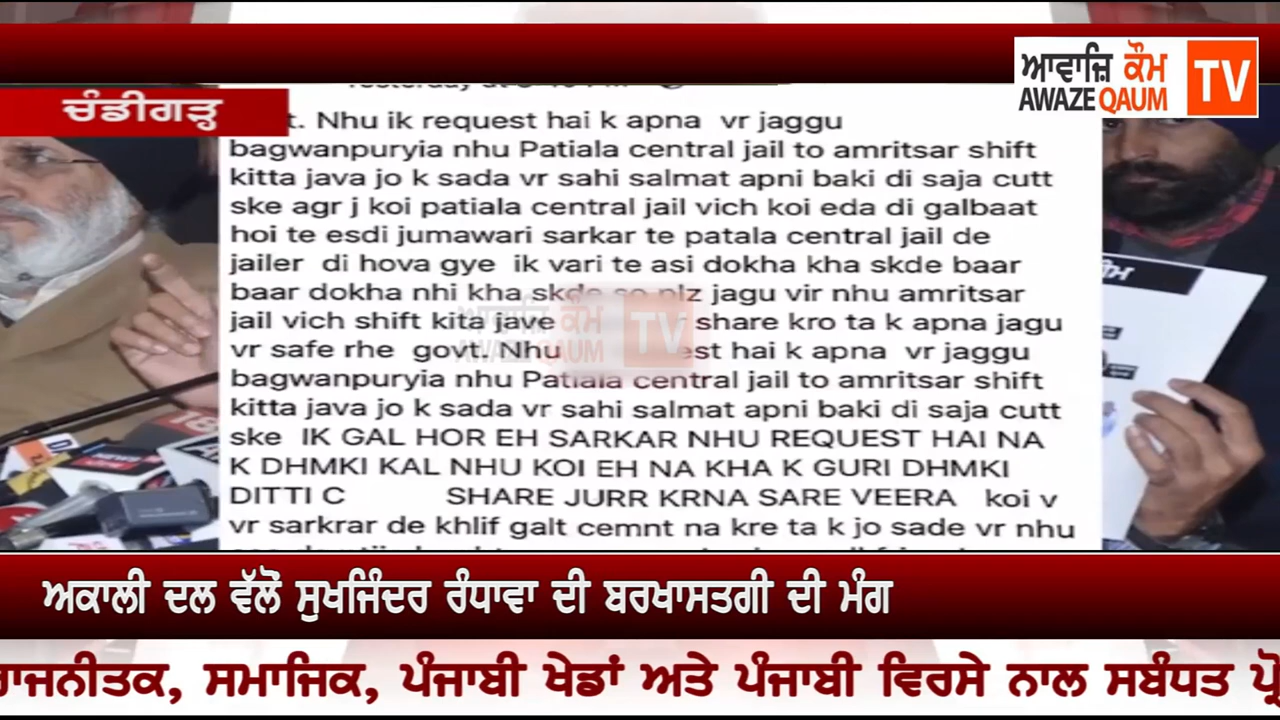 ਆਵਾਜ਼ਿ ਕੌਮ TV
AWAZE QAUM
ਚੰਡੀਗੜ੍ਹ
t. Nhu ik request hai k apna vr jaggu
bagwanpuryia nhu Patiala central jail to amritsar shift
kitta java jo k sada vr sahi salmat apni baki di saja cutt
ske agr j koi patiala central jail vich koi eda di galbaat
hoi te esdi jumawari sarkar te patala central jail de
jailer di hova gye ik vari te asi dokha kha skde baar
baar dokha nhi kha skde so plz jagu vir nhu amritsar
jail vich shift kita jave share kro ta k apna jagu
vr safe rhe govt. Nhu est hai k apna vr jaggu
bagwanpuryia nhu Patiala central jail to amritsar shift
kitta java jo k sada vr sahi salmat apni baki di saja cutt
ske IK GAL HOR EH SARKAR NHU REQUEST HAI NA
K DHMKI KAL NHU KOI EH NA KHA K GURI DHMKI
DITTI C SHARE JURR KRNA SARE VEERA koi v
vr sarkrar de khlif galt cemnt na kre ta k jo sade vr nhu
ਆਵਾਜ਼ਿ ਕੌਮ TV
AWAZE QAUM
ਅਕਾਲੀ ਦਲ ਵੱਲੋਂ ਸੁਖਜਿੰਦਰ ਰੰਧਾਵਾ ਦੀ ਬਰਖਾਸਤਗੀ ਦੀ ਮੰਗ
ਰਾਜਨੀਤਕ, ਸਮਾਜਿਕ, ਪੰਜਾਬੀ ਖੇਡਾਂ ਅਤੇ ਪੰਜਾਬੀ ਵਿਰਸੇ ਨਾਲ ਸਬੰਧਤ ਪ੍ਰੋ